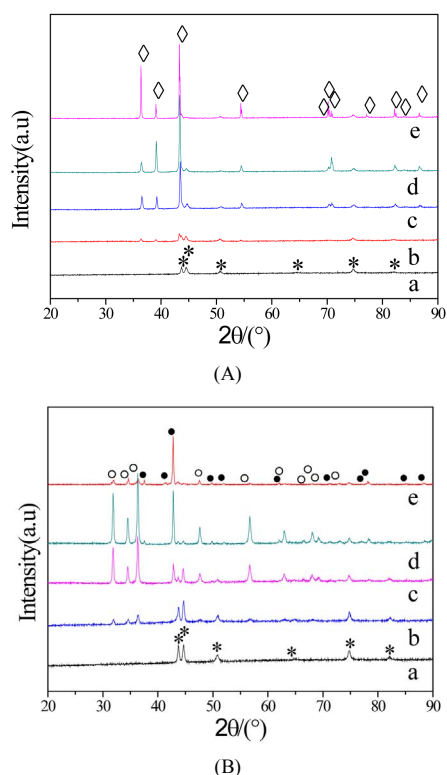 Intensity(a.u)
e
d
c
b
a
* * * * * *
20 30 40 50 60 70 80 90
2θ/(°)
(A)
Intensity(a.u)
e
d
c
b
a
* * * * * *
20 30 40 50 60 70 80 90
2θ/(°)
(B)